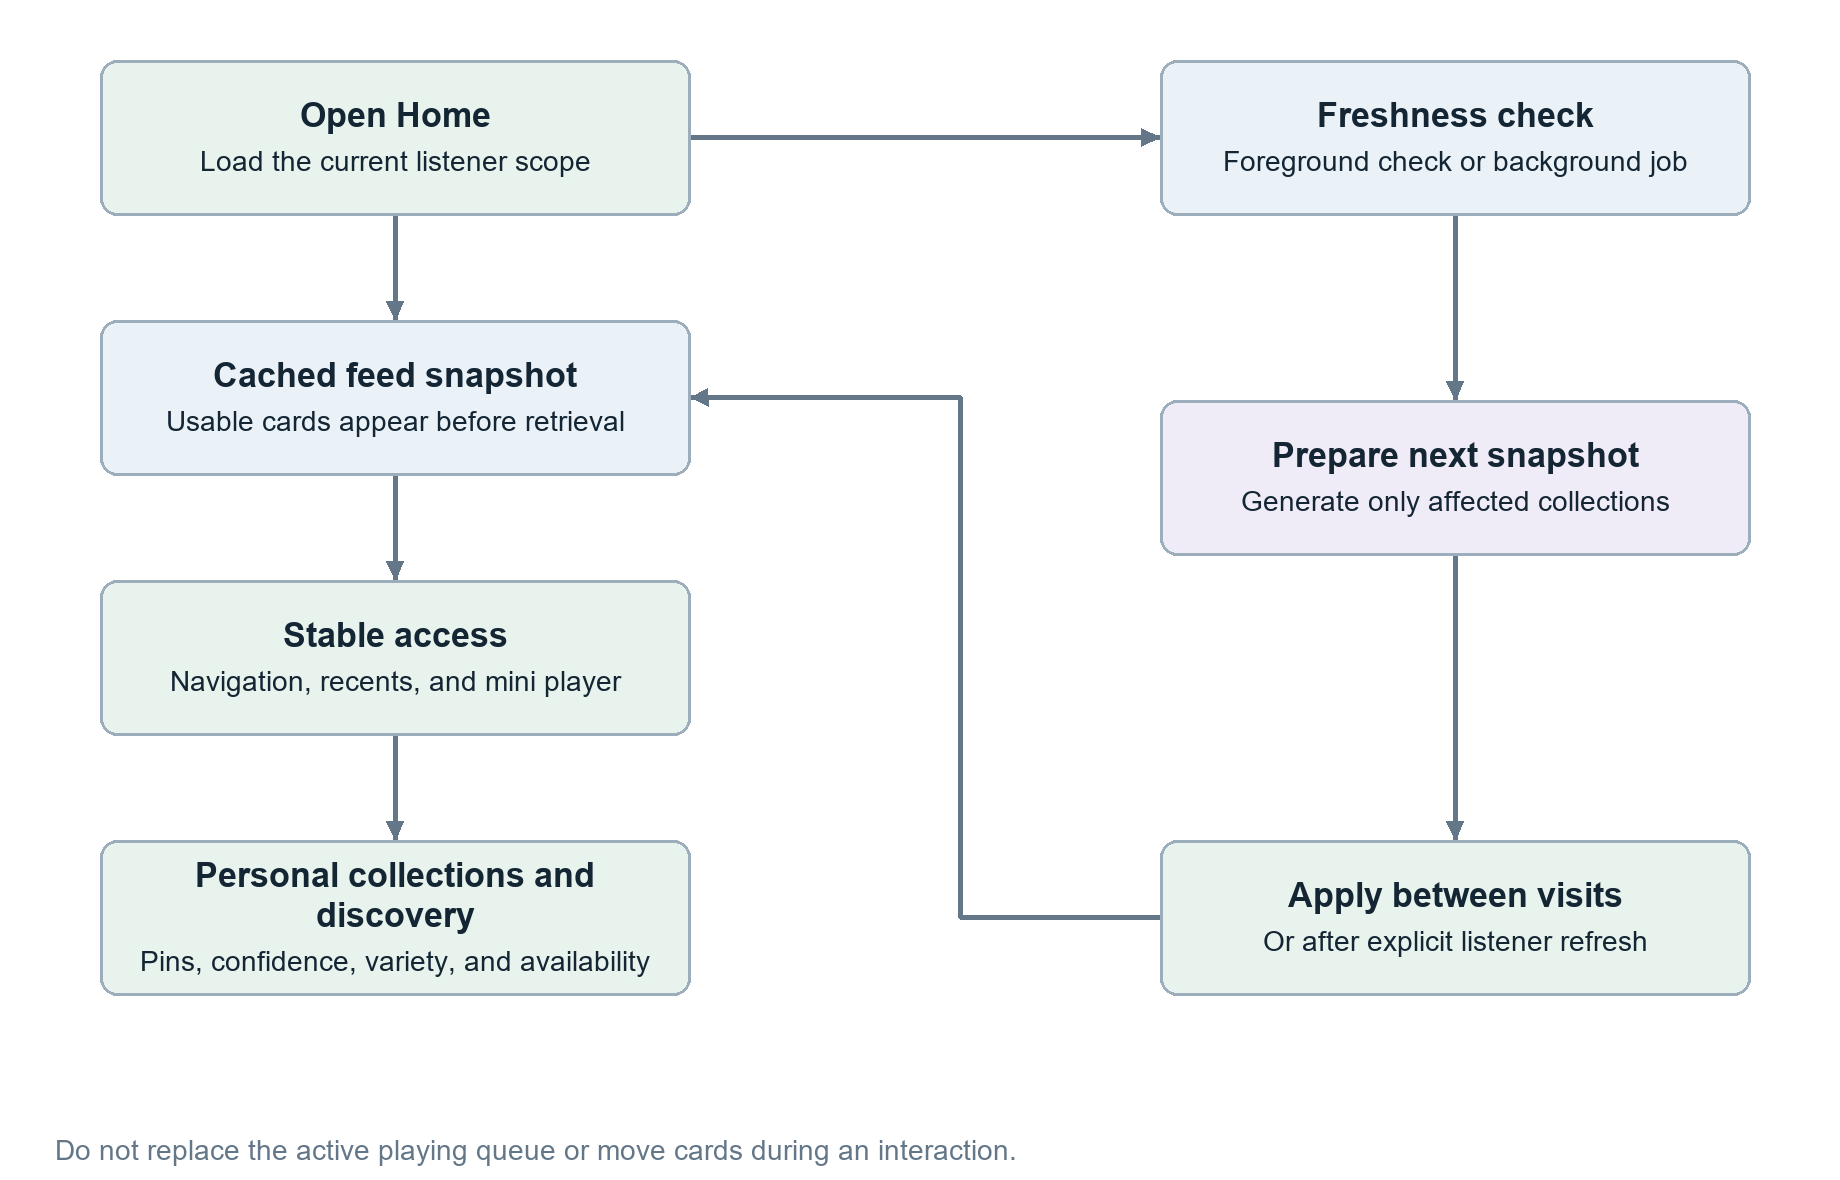 Open Home
Load the current listener scope
Freshness check
Foreground check or background job
Cached feed snapshot
Usable cards appear before retrieval
Prepare next snapshot
Generate only affected collections
Stable access
Navigation, recents, and mini player
Personal collections and
discovery
Pins, confidence, variety, and availability
Apply between visits
Or after explicit listener refresh
Do not replace the active playing queue or move cards during an interaction.